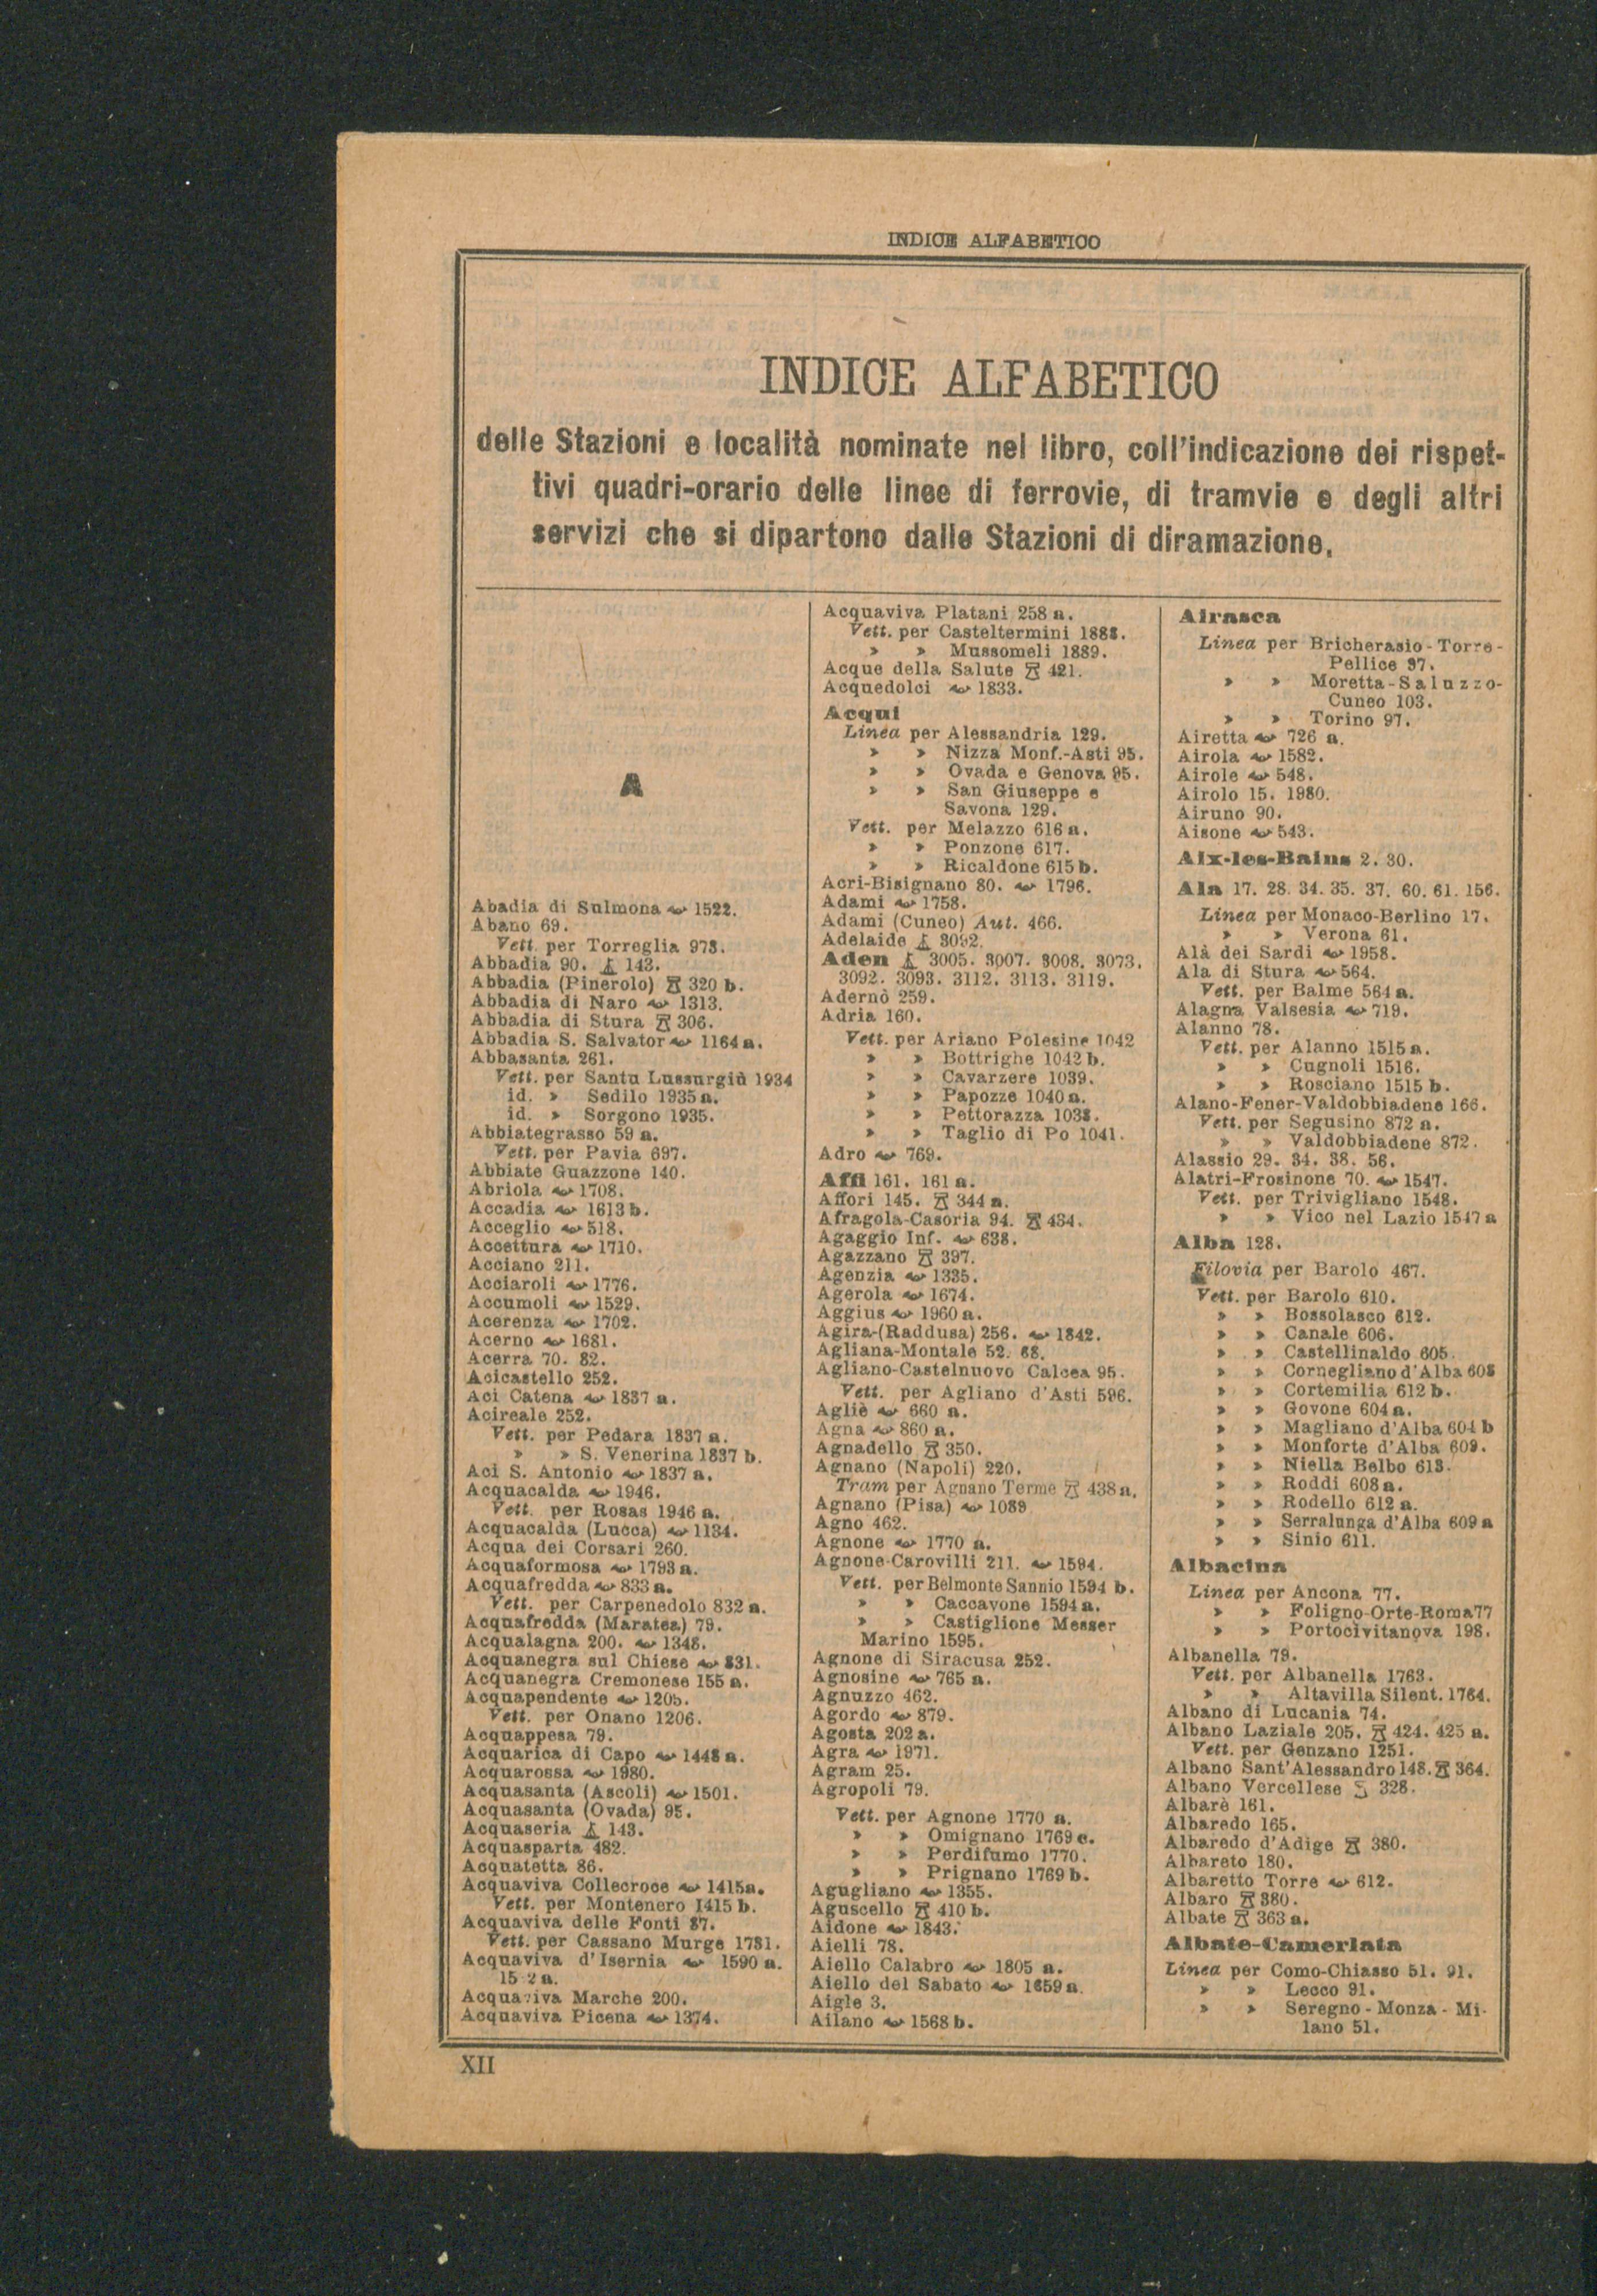 INDICE ALFABETICO
INDICE ALFABETICO
delle Stazioni e località nominate nel libro, coll'indicazione dei rispet-
tivi quadri-orario delle linee di ferrovie, di tramvie e degli altri
servizi che si dipartono dalle Stazioni di diramazione.
A
Abadia di Sulmona 1522.
Abano 69.
Vett. per Torreglia 973.
Abbadia 90. 143.
Abbadia (Pinerolo) 320 b.
Abbadia di Naro 1313.
Abbadia di Stura 306.
Abbadia S. Salvator 1164 a.
Abbasanta 261.
Vett. per Santu Lussurgiù 1934
id. » Sedilo 1935 a.
id. » Sorgono 1935.
Abbiategrasso 59 a.
Vett. per Pavia 697.
Abbiate Guazzone 140.
Abriola 1708.
Accadia 1613 b.
Acceglio 518.
Accettura 1710.
Acciano 211.
Acciaroli 1776.
Accumoli 1529.
Acerenza 1702.
Acerno 1681.
Acerra 70. 82.
Acicastello 252.
Aci Catena 1837 a.
Acireale 252.
Vett. per Pedara 1837 a.
» » S. Venerina 1837 b.
Aci S. Antonio 1837 a.
Acquacalda 1946.
Vett. per Rosas 1946 a.
Acquacalda (Lucca) 1134.
Acqua dei Corsari 260.
Acquaformosa 1793 a.
Acquafredda 833 a.
Vett. per Carpenedolo 832 a.
Acquafredda (Maratea) 79.
Acqualagna 200. 1348.
Acquanegra sul Chiese 831.
Acquanegra Cremonese 155 a.
Acquapendente 1205.
Vett. per Onano 1206.
Acquappesa 79.
Acquarica di Capo 1448 a.
Acquarossa 1980.
Acquasanta (Ascoli) 1501.
Acquasanta (Ovada) 95.
Acquaseria 143.
Acquasparta 482.
Acquatetta 86.
Acquaviva Collecroce 1415a.
Vett. per Montenero 1415 b.
Acquaviva delle Fonti 87.
Vett. per Cassano Murge 1731.
Acquaviva d'Isernia 1590 a.
2 a.
Acquaviva Marche 200.
Acquaviva Picena 1374.
Acquaviva Platani 258 a.
Vett. per Casteltermini 1888.
» » Mussomeli 1889.
Acque della Salute 421.
Acquedolci 1833.
Acqui
Linea per Alessandria 129.
» » Nizza Monf.-Asti 95.
» » Ovada e Genova 95.
» » San Giuseppe e
Savona 129.
Vett. per Melazzo 616 a.
» » Ponzone 617.
» » Ricaldone 615 b.
Acri-Bisignano 80. 1796.
Adami 1758.
Adami (Cuneo) Aut. 466.
Adelaide 3092.
Aden 3005. 3007. 3008. 3073.
3092. 3093. 3112. 3113. 3119.
Adernò 259.
Adria 160.
Vett. per Ariano Polesine 1042
» » Bottrighe 1042 b.
» » Cavarzere 1039.
» » Papozze 1040 a.
» » Pettorazza 1038.
» » Taglio di Po 1041.
Adro 769.
Affi 161. 161 a.
Affori 145. 344 a.
Afragola-Casoria 94. 434.
Agaggio Inf. 638.
Agazzano 397.
Agenzia 1335.
Agerola 1674.
Aggius 1960 a.
Agira-(Raddusa) 256. 1842.
Agliana-Montale 52. 68.
Agliano-Castelnuovo Calcea 95.
Vett. per Agliano d'Asti 596.
Agliè 660 a.
Agna 860 a.
Agnadello 350.
Agnano (Napoli) 220.
Tram per Agnano Terme 438 a.
Agnano (Pisa) 1089
Agno 462.
Agnone 1770 a.
Agnone-Carovilli 211. 1594.
Vett. per Belmonte Sannio 1594 b.
» » Caccavone 1594 a.
» » Castiglione Messer
Marino 1595.
Agnone di Siracusa 252.
Agnosine 765 a.
Agnuzzo 462.
Agordo 879.
Agosta 202 a.
Agra 1971.
Agram 25.
Agropoli 79.
Vett. per Agnone 1770 a.
» » Omignano 1769 c.
» » Perdifumo 1770.
» » Prignano 1769 b.
Agugliano 1355.
Aguscello 410 b.
Aidone 1843.
Aielli 78.
Aiello Calabro 1805 a.
Aiello del Sabato 1659 a.
Aigle 3.
Ailano 1568 b.
Airasca
Linea per Bricherasio-Torre-
Pellice 97.
» » Moretta-Saluzzo-
Cuneo 103.
» » Torino 97.
Airetta 726 a.
Airola 1582.
Airole 548.
Airolo 15. 1980.
Airuno 90.
Aisone 543.
Aix-les-Bains 2. 30.
Ala 17. 28. 34. 35. 37. 60. 61. 156.
Linea per Monaco-Berlino 17.
» » Verona 61.
Alà dei Sardi 1958.
Ala di Stura 564.
Vett. per Balme 564 a.
Alagna Valsesia 719.
Alanno 78.
Vett. per Alanno 1515 a.
» » Cugnoli 1516.
» » Rosciano 1515 b.
Alano-Fener-Valdobbiadene 166.
Vett. per Segusino 872 a.
» » Valdobbiadene 872.
Alassio 29. 34. 38. 56.
Alatri-Frosinone 70. 1547.
Vett. per Trivigliano 1548.
» » Vico nel Lazio 1547 a
Alba 128.
Filovia per Barolo 467.
Vett. per Barolo 610.
» » Bossolasco 612.
» » Canale 606.
» » Castellinaldo 605.
» » Cornegliano d'Alba 608
» » Cortemilia 612 b.
» » Govone 604 a.
» » Magliano d'Alba 604 b
» » Monforte d'Alba 609.
» » Niella Belbo 613.
» » Roddi 608 a.
» » Rodello 612 a.
» » Serralunga d'Alba 609 a
» » Sinio 611.
Albacina
Linea per Ancona 77.
» » Foligno-Orte-Roma 77
» » Portocivitanova 198.
Albanella 79.
Vett. per Albanella 1763.
» » Altavilla Silent. 1764.
Albano di Lucania 74.
Albano Laziale 205. 424. 425 a.
Vett. per Genzano 1251.
Albano Sant'Alessandro 148. 364.
Albano Vercellese 328.
Albarè 161.
Albaredo 165.
Albaredo d'Adige 380.
Albareto 180.
Albaretto Torre 612.
Albaro 380.
Albate 363 a.
Albate-Camerlata
Linea per Como-Chiasso 51. 91.
» » Lecco 91.
» » Seregno - Monza - Mi-
lano 51.
XII